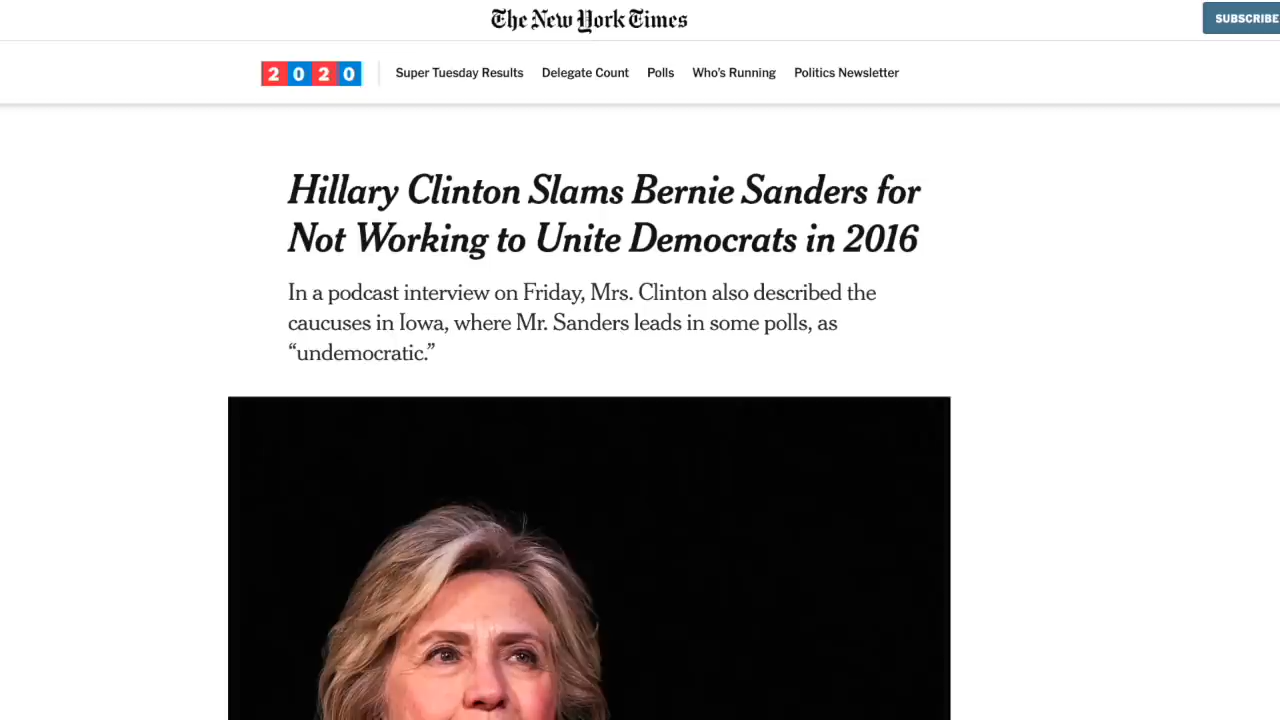 The New York Times
SUBSCRIBE
2020
Super Tuesday Results Delegate Count Polls Who's Running Politics Newsletter
Hillary Clinton Slams Bernie Sanders for
Not Working to Unite Democrats in 2016
In a podcast interview on Friday, Mrs. Clinton also described the
caucuses in Iowa, where Mr. Sanders leads in some polls, as
“undemocratic.”